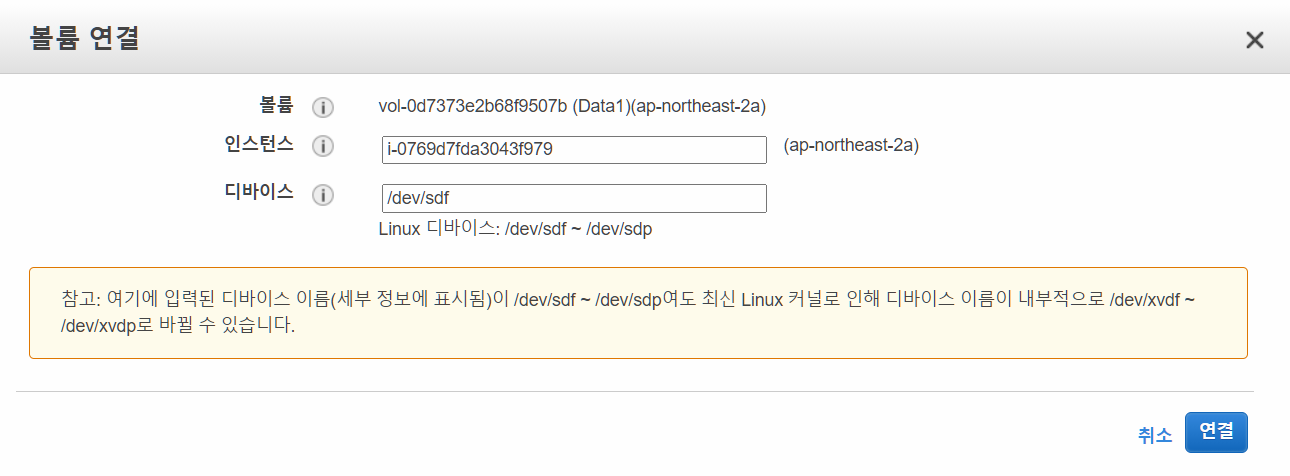 볼륨 연결
볼륨 vol-0d7373e2b68f9507b (Data1)(ap-northeast-2a)
인스턴스 i-0769d7fda3043f979 (ap-northeast-2a)
디바이스 /dev/sdf
Linux 디바이스: /dev/sdf ~ /dev/sdp
참고: 여기에 입력된 디바이스 이름(세부 정보에 표시됨)이 /dev/sdf ~ /dev/sdp여도 최신 Linux 커널로 인해 디바이스 이름이 내부적으로 /dev/xvdf ~
/dev/xvdp로 바뀔 수 있습니다.
취소 연결